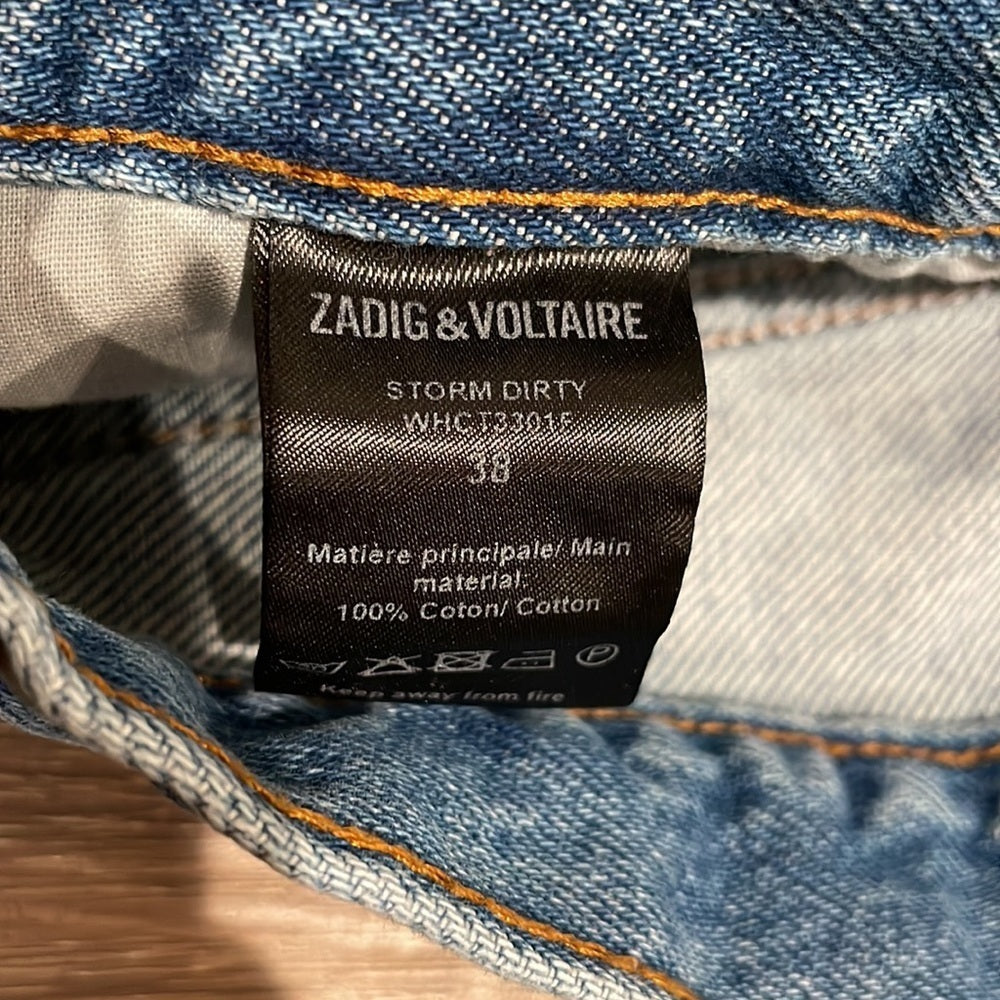 ZADIG&VOLTAIRE
STORM DIRTY
WHCT3301F
38
Matière principale/ Main
material
100% Coton/ Cotton
P
Keep away from fire